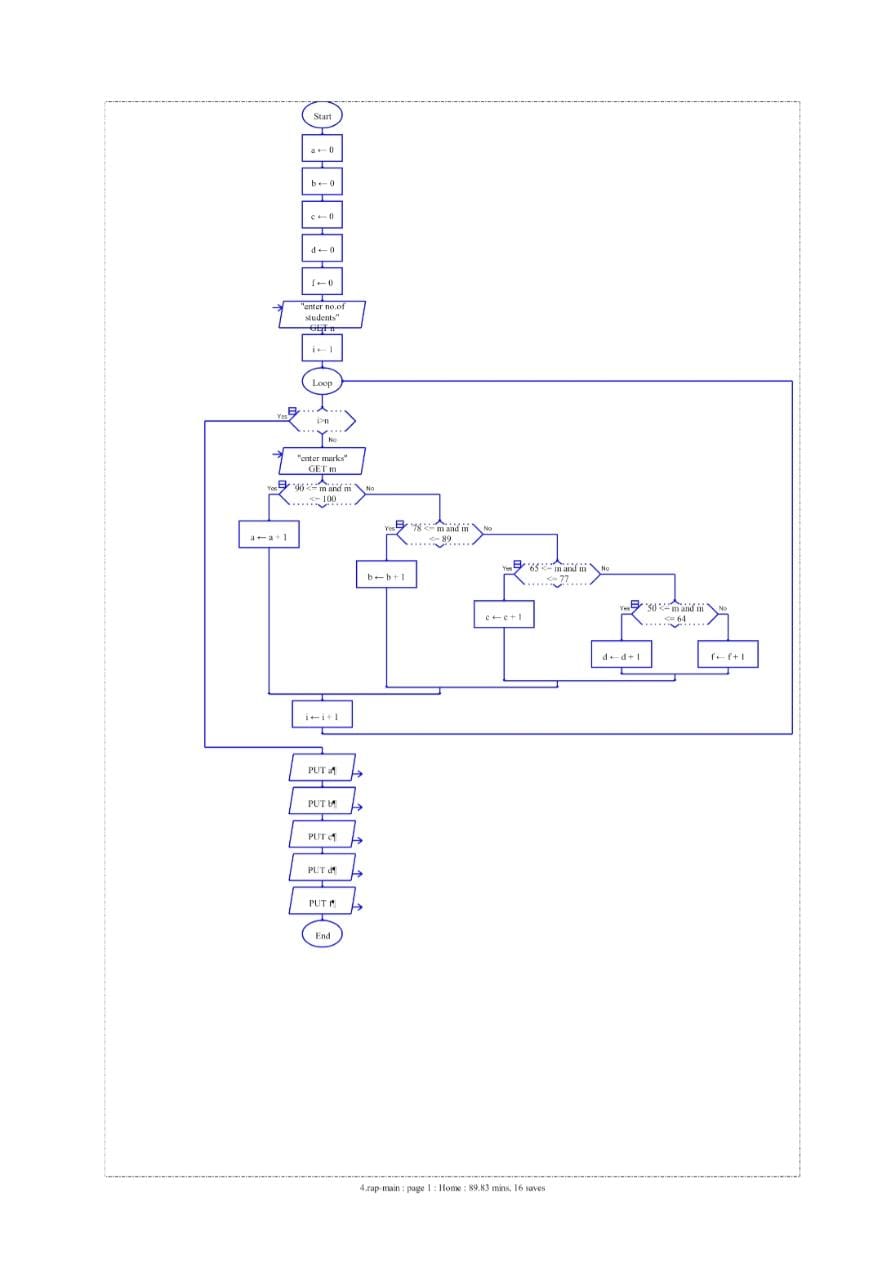 Start
a ← 0
b ← 0
c ← 0
d ← 0
f ← 0
"enter no.of
students"
GET n
i ← 1
Loop
Yes
i>n
No
"enter marks"
GET m
Yes
90 <= m and m
<= 100
No
a ← a + 1
Yes
78 <= m and m
<= 89
No
b ← b + 1
Yes
65 <= m and m
<= 77
No
c ← c + 1
Yes
50 <= m and m
<= 64
No
d ← d + 1
f ← f + 1
i ← i + 1
PUT a¶
PUT b¶
PUT c¶
PUT d¶
PUT f¶
End
4.rap-main : page 1 : Home : 89.83 mins, 16 saves